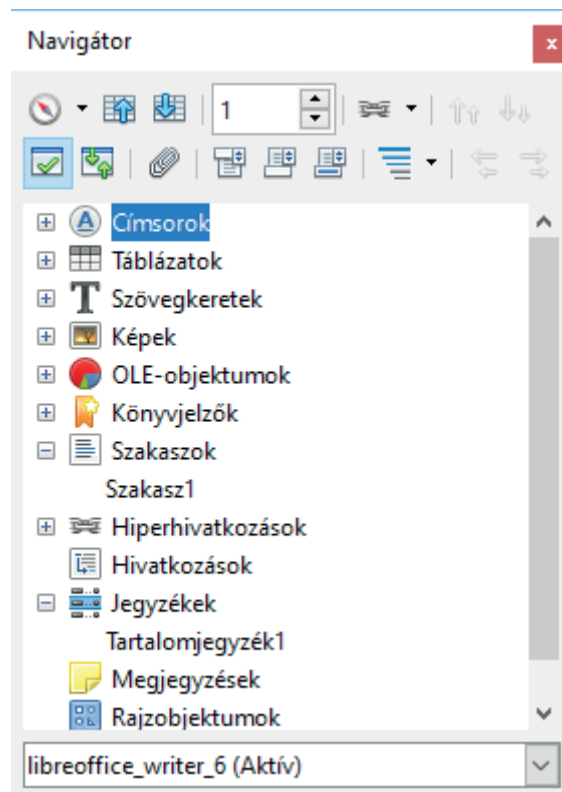 Navigátor
x
1
Címsorok
Táblázatok
Szövegkeretek
Képek
OLE-objektumok
Könyvjelzők
Szakaszok
Szakasz1
Hiperhivatkozások
Hivatkozások
Jegyzékek
Tartalomjegyzék1
Megjegyzések
Rajzobjektumok
libreoffice_writer_6 (Aktív)